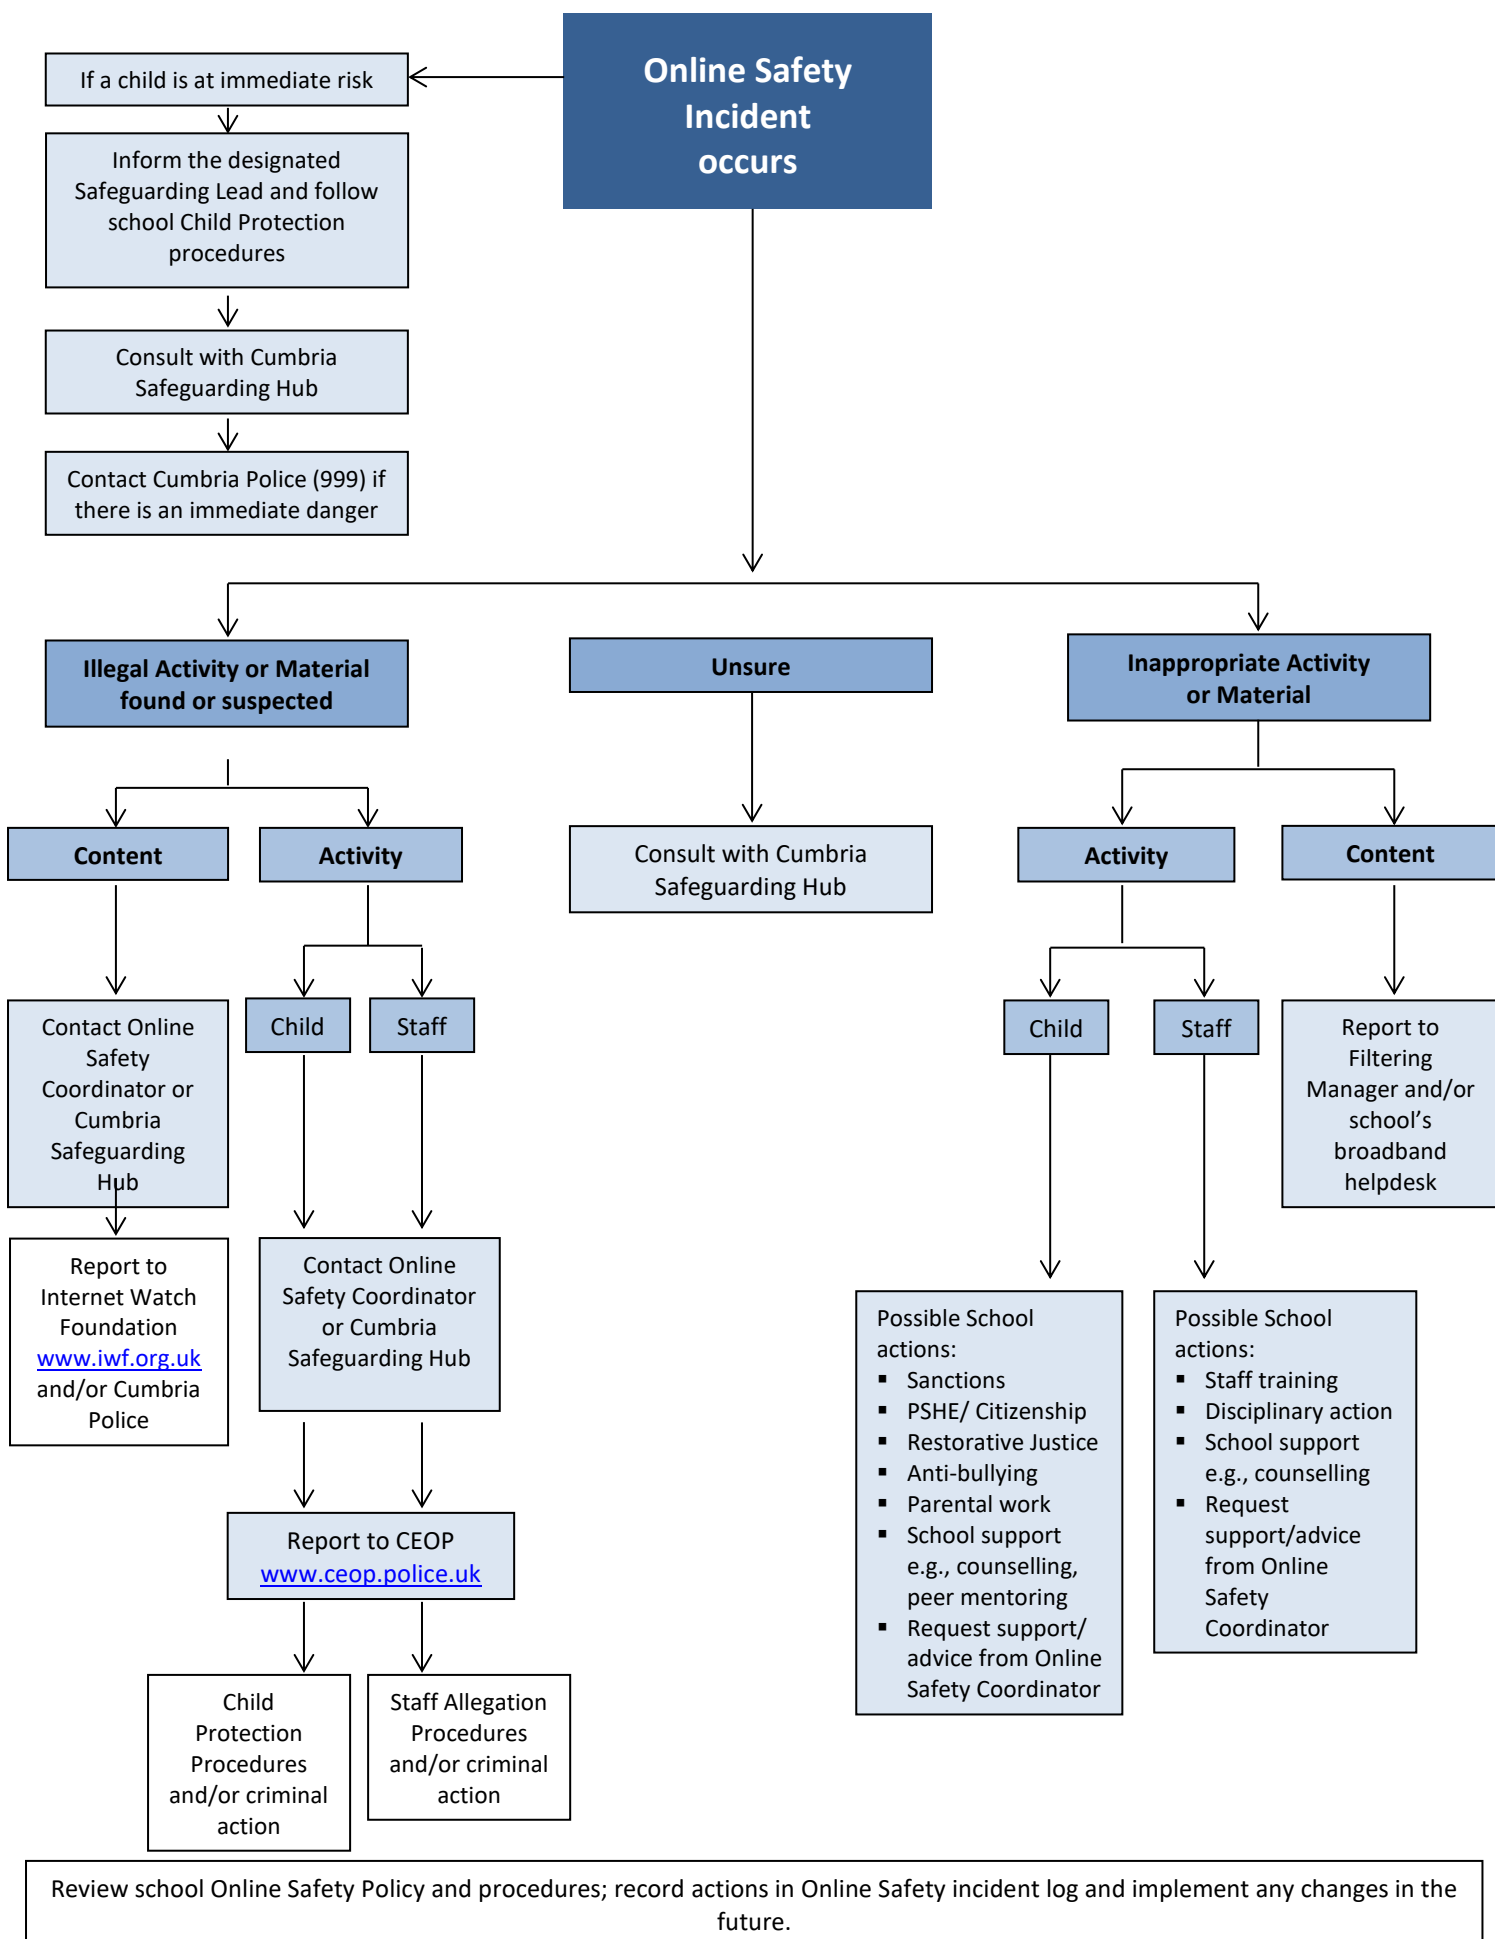 Online Safety
Incident
occurs
If a child is at immediate risk
Inform the designated
Safeguarding Lead and follow
school Child Protection
procedures
Consult with Cumbria
Safeguarding Hub
Contact Cumbria Police (999) if
there is an immediate danger
Illegal Activity or Material
found or suspected
Unsure
Inappropriate Activity
or Material
Content
Activity
Consult with Cumbria
Safeguarding Hub
Activity
Content
Contact Online
Safety
Coordinator or
Cumbria
Safeguarding
Hub
Child
Staff
Child
Staff
Report to
Filtering
Manager and/or
school’s
broadband
helpdesk
Report to
Internet Watch
Foundation
www.iwf.org.uk
and/or Cumbria
Police
Contact Online
Safety Coordinator
or Cumbria
Safeguarding Hub
Possible School
actions:
▪ Sanctions
▪ PSHE/ Citizenship
▪ Restorative Justice
▪ Anti-bullying
▪ Parental work
▪ School support
e.g., counselling,
peer mentoring
▪ Request support/
advice from Online
Safety Coordinator
Possible School
actions:
▪ Staff training
▪ Disciplinary action
▪ School support
e.g., counselling
▪ Request
support/advice
from Online
Safety
Coordinator
Report to CEOP
www.ceop.police.uk
Child
Protection
Procedures
and/or criminal
action
Staff Allegation
Procedures
and/or criminal
action
Review school Online Safety Policy and procedures; record actions in Online Safety incident log and implement any changes in the
future.